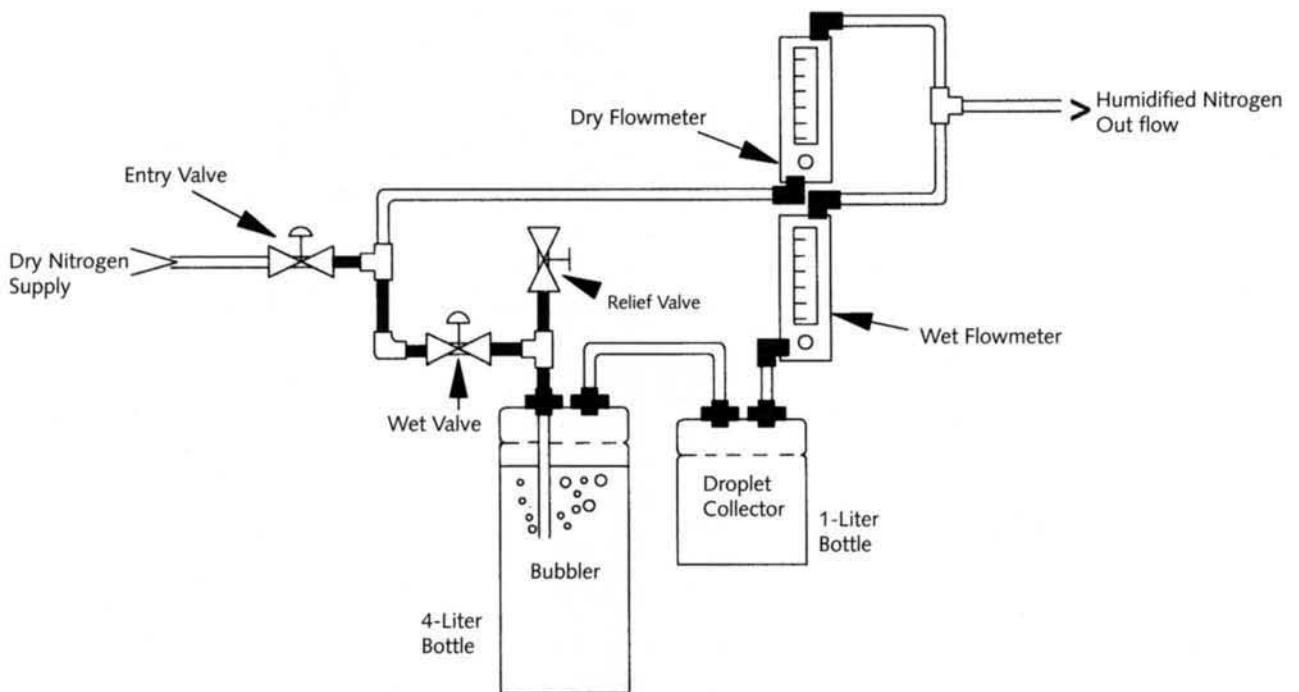 Dry Flowmeter
Humidified Nitrogen
Out flow
Entry Valve
Dry Nitrogen
Supply
Relief Valve
Wet Flowmeter
Wet Valve
Droplet
Collector
1-Liter
Bottle
Bubbler
4-Liter
Bottle